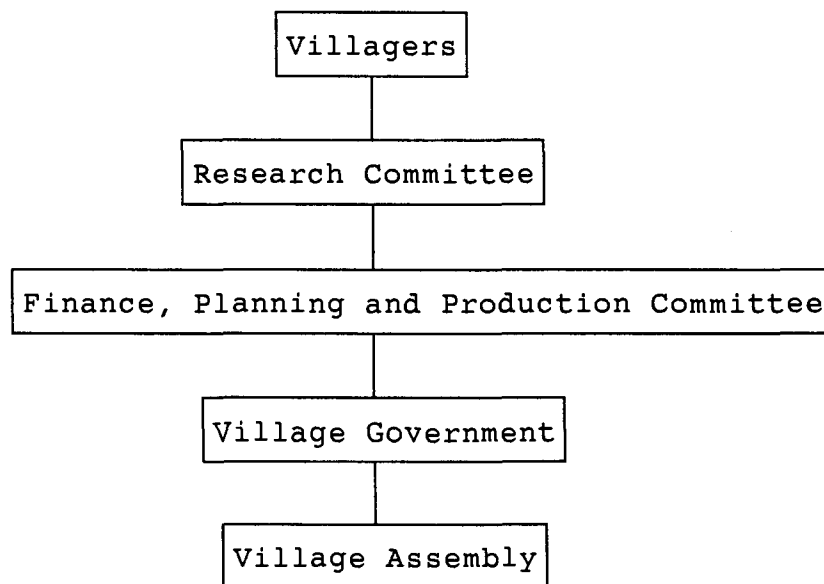 Villagers
Research Committee
Finance, Planning and Production Committee
Village Government
Village Assembly